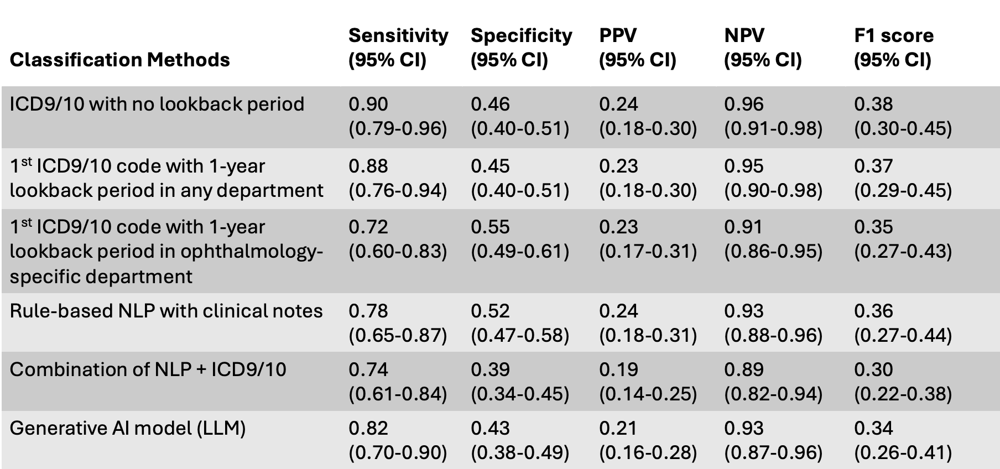 Classification Methods Sensitivity (95% CI) Specificity (95% CI) PPV (95% CI) NPV (95% CI) F1 score (95% CI)
ICD9/10 with no lookback period 0.90 (0.79-0.96) 0.46 (0.40-0.51) 0.24 (0.18-0.30) 0.96 (0.91-0.98) 0.38 (0.30-0.45)
1st ICD9/10 code with 1-year lookback period in any department 0.88 (0.76-0.94) 0.45 (0.40-0.51) 0.23 (0.18-0.30) 0.95 (0.90-0.98) 0.37 (0.29-0.45)
1st ICD9/10 code with 1-year lookback period in ophthalmology-specific department 0.72 (0.60-0.83) 0.55 (0.49-0.61) 0.23 (0.17-0.31) 0.91 (0.86-0.95) 0.35 (0.27-0.43)
Rule-based NLP with clinical notes 0.78 (0.65-0.87) 0.52 (0.47-0.58) 0.24 (0.18-0.31) 0.93 (0.88-0.96) 0.36 (0.27-0.44)
Combination of NLP + ICD9/10 0.74 (0.61-0.84) 0.39 (0.34-0.45) 0.19 (0.14-0.25) 0.89 (0.82-0.94) 0.30 (0.22-0.38)
Generative AI model (LLM) 0.82 (0.70-0.90) 0.43 (0.38-0.49) 0.21 (0.16-0.28) 0.93 (0.87-0.96) 0.34 (0.26-0.41)